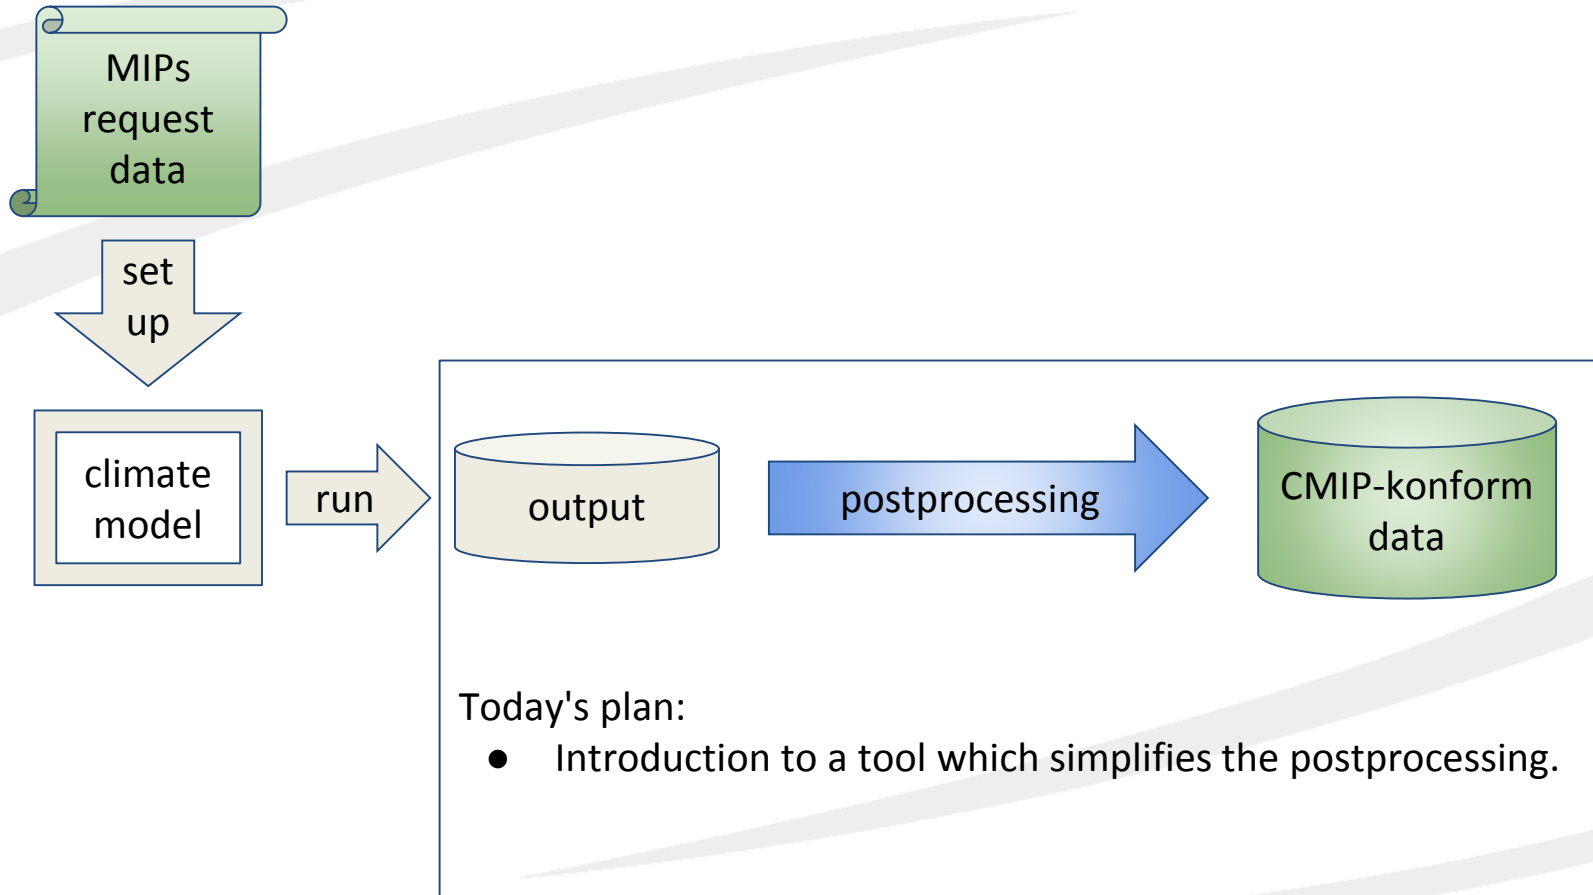 MIPs
request
data
set
up
climate
model
run
output
postprocessing
CMIP-konform
data
Today's plan:
● Introduction to a tool which simplifies the postprocessing.